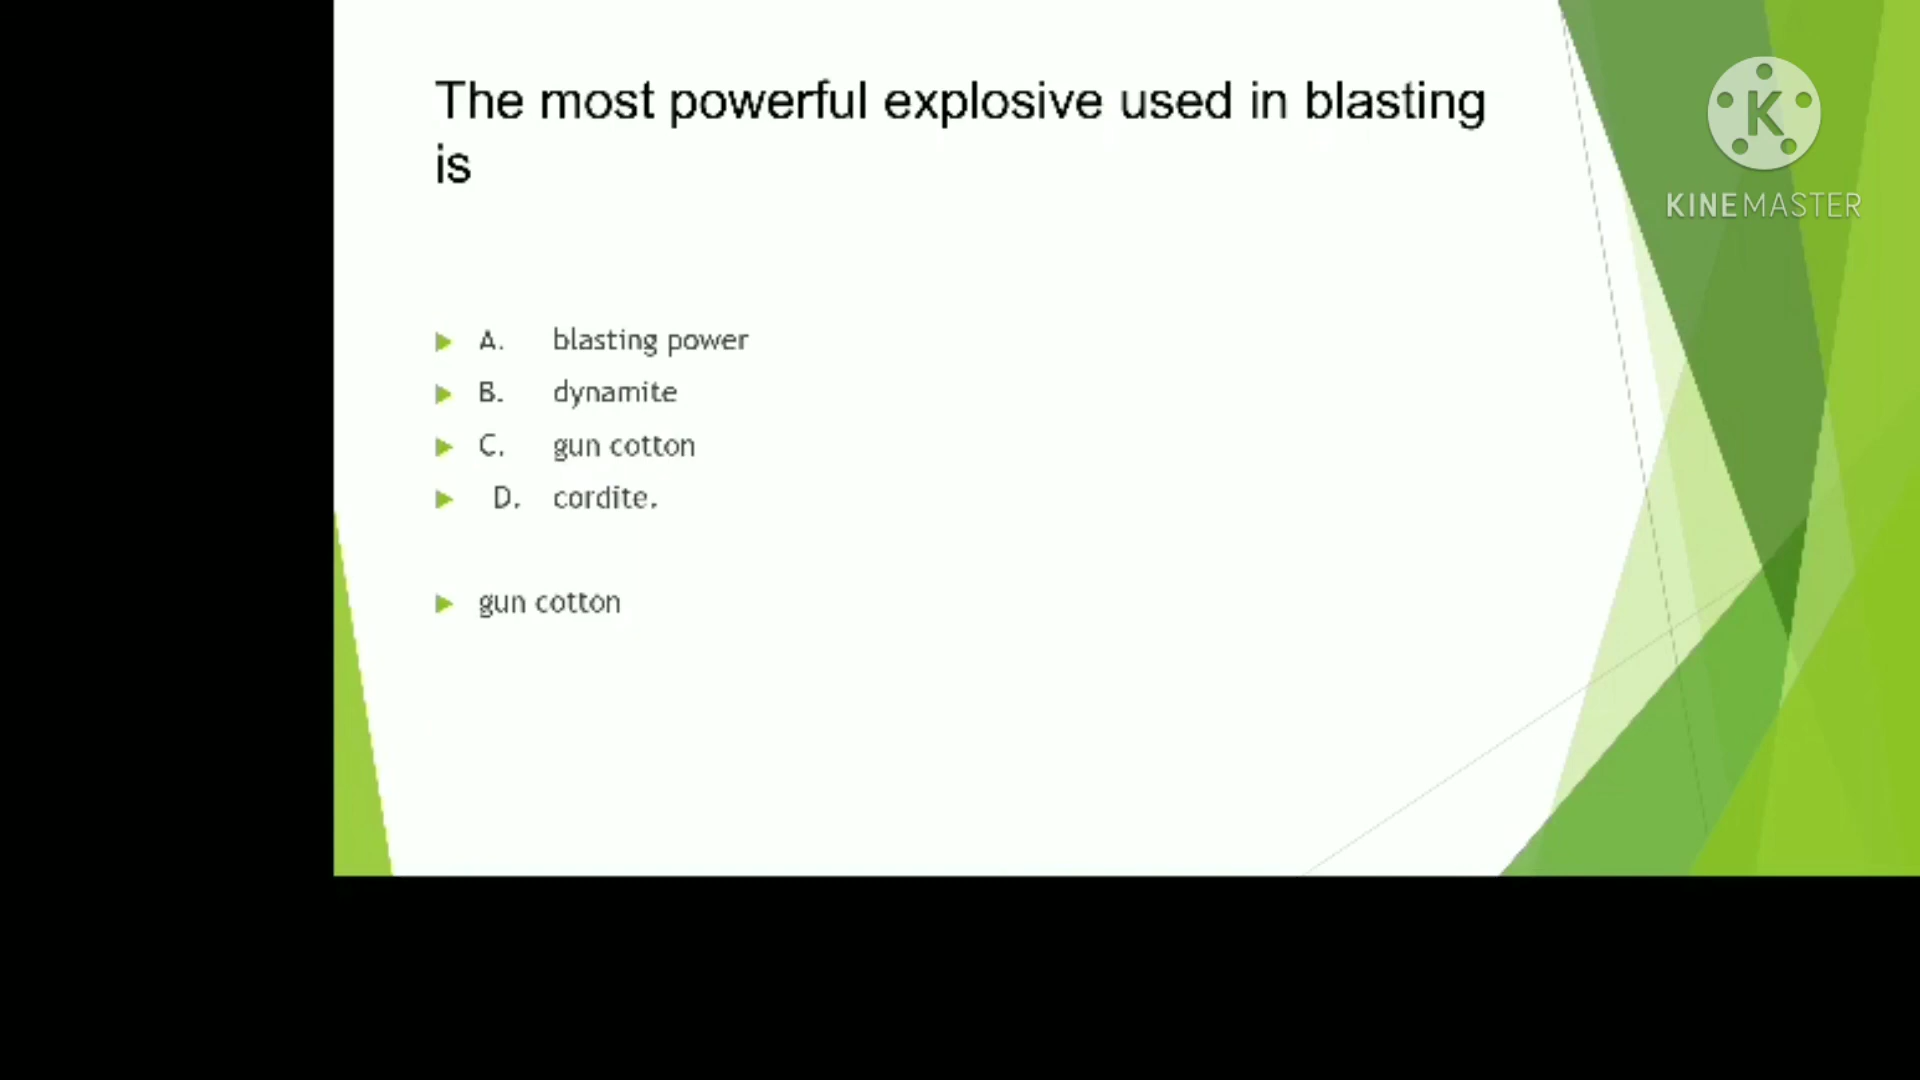 The most powerful explosive used in blasting
is
A. blasting power
B. dynamite
C. gun cotton
D. cordite.
gun cotton
K
KINEMASTER